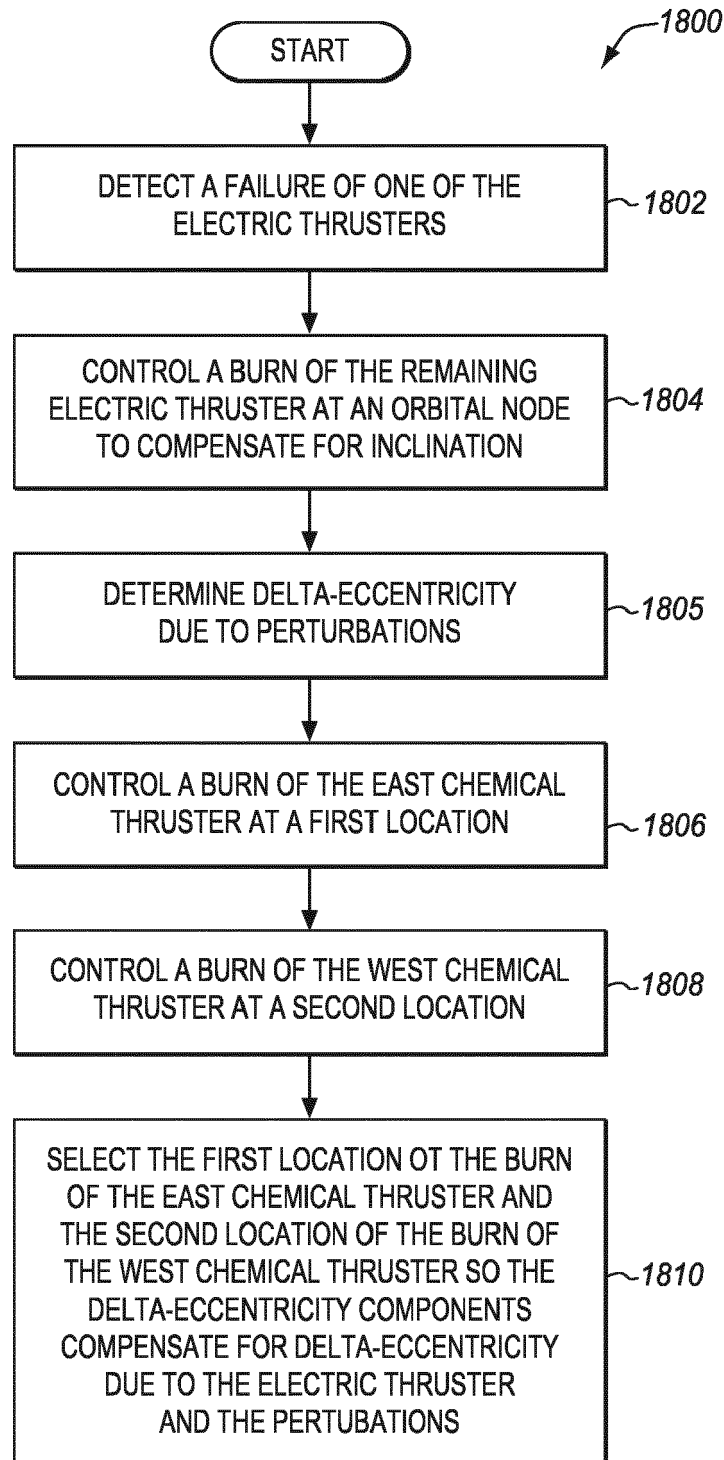 1800
START
DETECT A FAILURE OF ONE OF THE
ELECTRIC THRUSTERS
1802
CONTROL A BURN OF THE REMAINING
ELECTRIC THRUSTER AT AN ORBITAL NODE
TO COMPENSATE FOR INCLINATION
1804
DETERMINE DELTA-ECCENTRICITY
DUE TO PERTURBATIONS
1805
CONTROL A BURN OF THE EAST CHEMICAL
THRUSTER AT A FIRST LOCATION
1806
CONTROL A BURN OF THE WEST CHEMICAL
THRUSTER AT A SECOND LOCATION
1808
SELECT THE FIRST LOCATION OT THE BURN
OF THE EAST CHEMICAL THRUSTER AND
THE SECOND LOCATION OF THE BURN OF
THE WEST CHEMICAL THRUSTER SO THE
DELTA-ECCENTRICITY COMPONENTS
COMPENSATE FOR DELTA-ECCENTRICITY
DUE TO THE ELECTRIC THRUSTER
AND THE PERTUBATIONS
1810